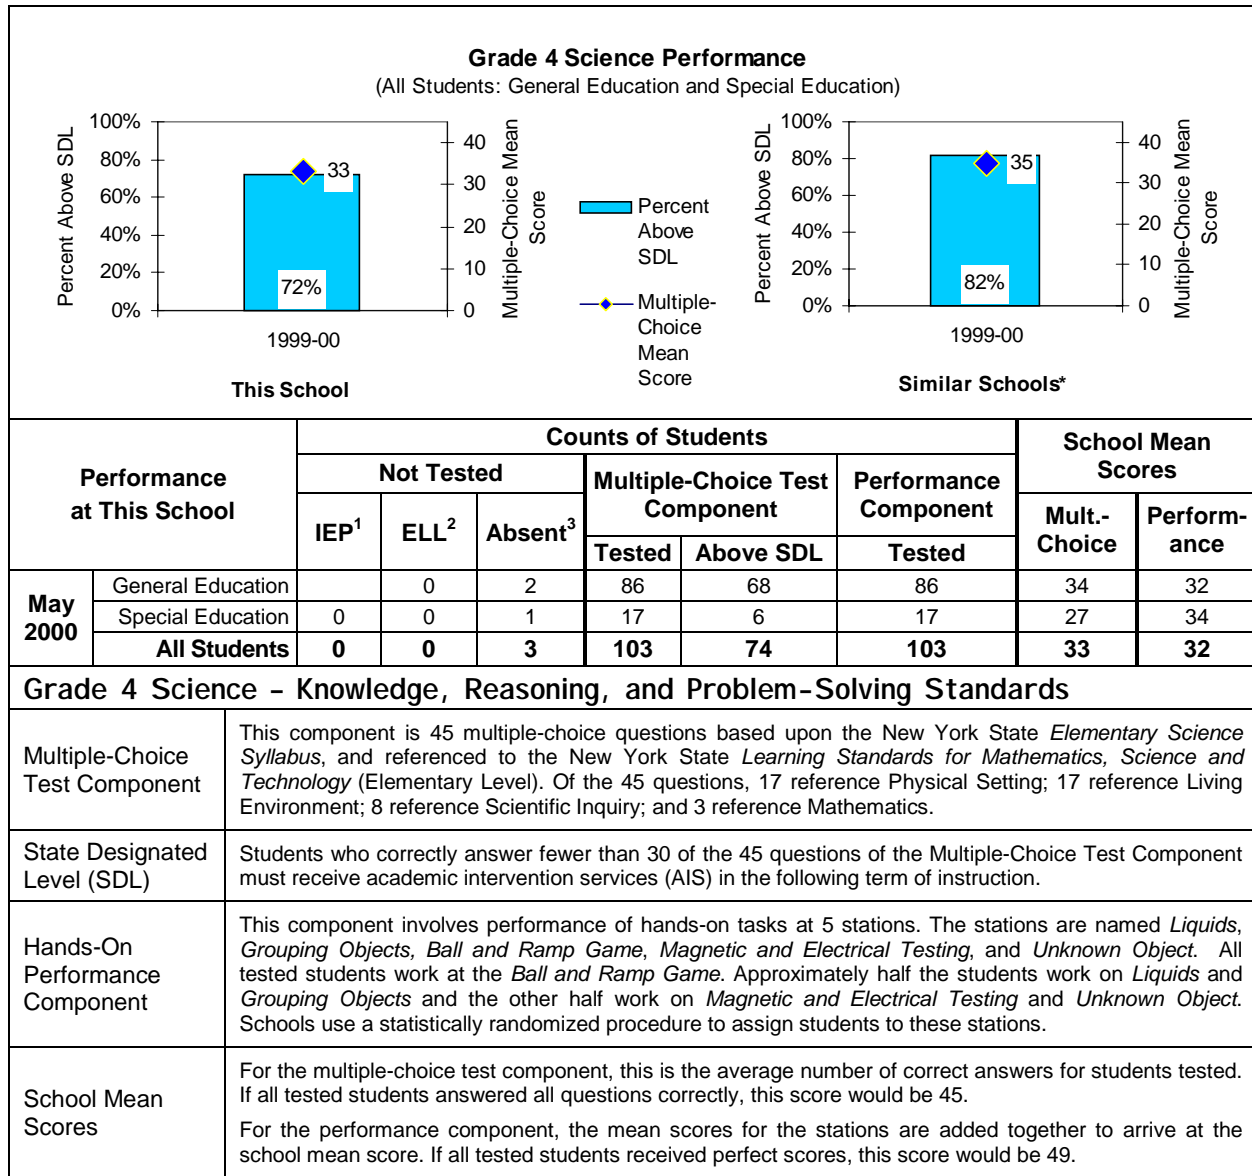 Grade 4 Science Performance
(All Students: General Education and Special Education)
Percent Above SDL
100%
80%
60%
40%
20%
0%
33
72%
40
30
20
10
0
Multiple-Choice Mean
Score
1999-00
This School
Percent
Above
SDL
Multiple-
Choice
Mean
Score
Percent Above SDL
100%
80%
60%
40%
20%
0%
35
82%
40
30
20
10
0
Multiple-Choice Mean
Score
1999-00
Similar Schools*
Performance
at This School
Counts of Students
School Mean
Scores
Not Tested
Multiple-Choice Test
Component
Performance
Component
IEP1
ELL2
Absent3
Mult.-
Choice
Perform-
ance
Tested Above SDL Tested
May
2000
General Education 0 2 86 68 86 34 32
Special Education 0 0 1 17 6 17 27 34
All Students 0 0 3 103 74 103 33 32
Grade 4 Science – Knowledge, Reasoning, and Problem-Solving Standards
Multiple-Choice
Test Component
This component is 45 multiple-choice questions based upon the New York State Elementary Science
Syllabus, and referenced to the New York State Learning Standards for Mathematics, Science and
Technology (Elementary Level). Of the 45 questions, 17 reference Physical Setting; 17 reference Living
Environment; 8 reference Scientific Inquiry; and 3 reference Mathematics.
State Designated
Level (SDL)
Students who correctly answer fewer than 30 of the 45 questions of the Multiple-Choice Test Component
must receive academic intervention services (AIS) in the following term of instruction.
Hands-On
Performance
Component
This component involves performance of hands-on tasks at 5 stations. The stations are named Liquids,
Grouping Objects, Ball and Ramp Game, Magnetic and Electrical Testing, and Unknown Object. All
tested students work at the Ball and Ramp Game. Approximately half the students work on Liquids and
Grouping Objects and the other half work on Magnetic and Electrical Testing and Unknown Object.
Schools use a statistically randomized procedure to assign students to these stations.
School Mean
Scores
For the multiple-choice test component, this is the average number of correct answers for students tested.
If all tested students answered all questions correctly, this score would be 45.
For the performance component, the mean scores for the stations are added together to arrive at the
school mean score. If all tested students received perfect scores, this score would be 49.